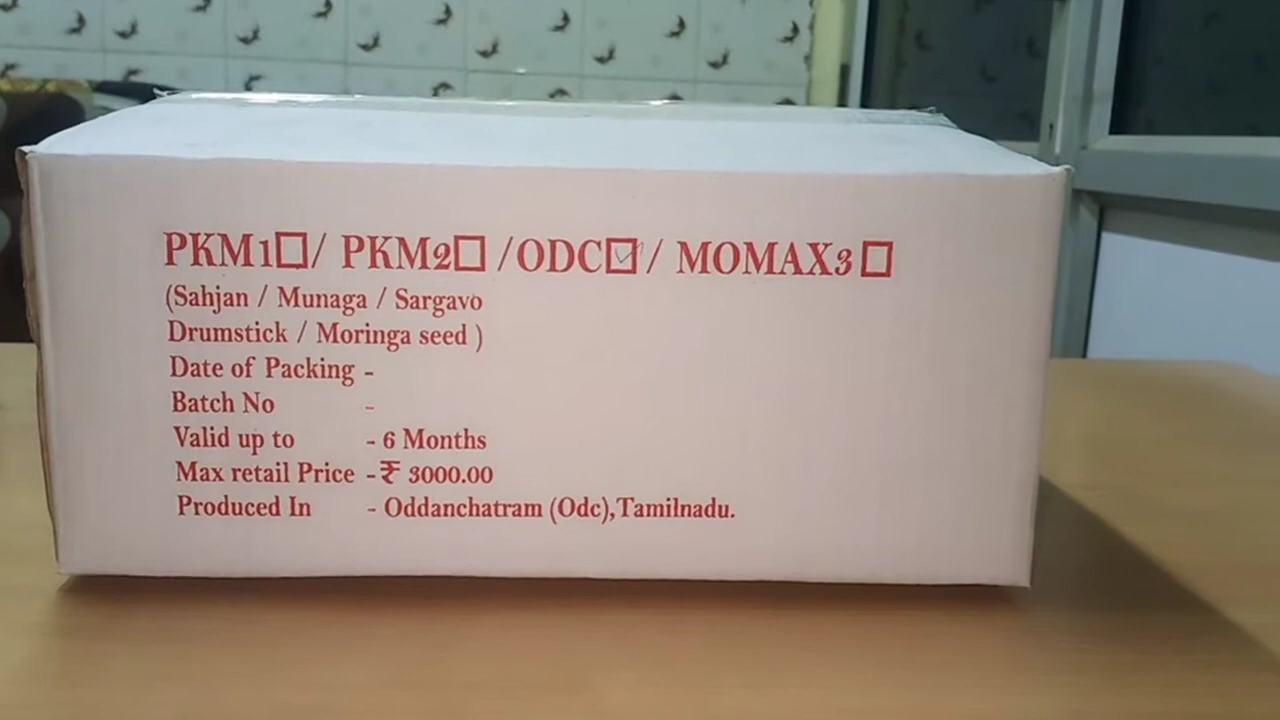 PKM1☐/ PKM2☐ /ODC☑/ MOMAX3 ☐
(Sahjan / Munaga / Sargavo
Drumstick / Moringa seed )
Date of Packing -
Batch No -
Valid up to - 6 Months
Max retail Price - ₹ 3000.00
Produced In - Oddanchatram (Odc),Tamilnadu.